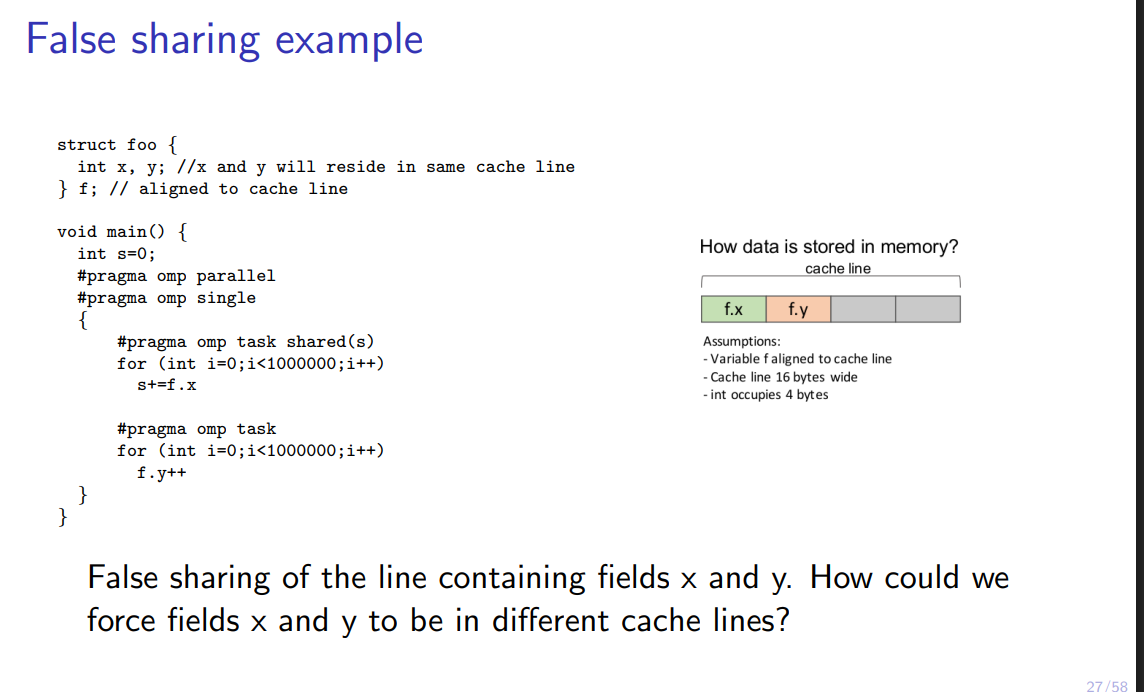 False sharing example
struct foo {
int x, y; //x and y will reside in same cache line
} f; // aligned to cache line
void main() {
int s=0;
#pragma omp parallel
#pragma omp single
{
#pragma omp task shared(s)
for (int i=0;i<1000000;i++)
s+=f.x
#pragma omp task
for (int i=0;i<1000000;i++)
f.y++
}
}
How data is stored in memory?
cache line
f.x f.y
Assumptions:
- Variable f aligned to cache line
- Cache line 16 bytes wide
- int occupies 4 bytes
False sharing of the line containing fields x and y. How could we
force fields x and y to be in different cache lines?
27/58